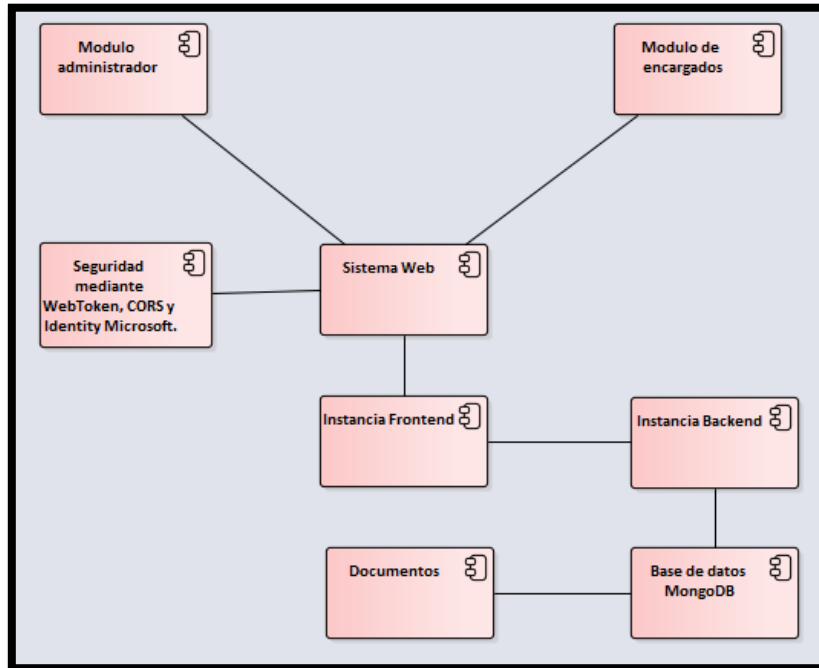 Modulo
administrador
Modulo de
encargados
Seguridad
mediante
WebToken, CORS y
Identity Microsoft.
Sistema Web
Instancia Frontend
Instancia Backend
Documentos
Base de datos
MongoDB